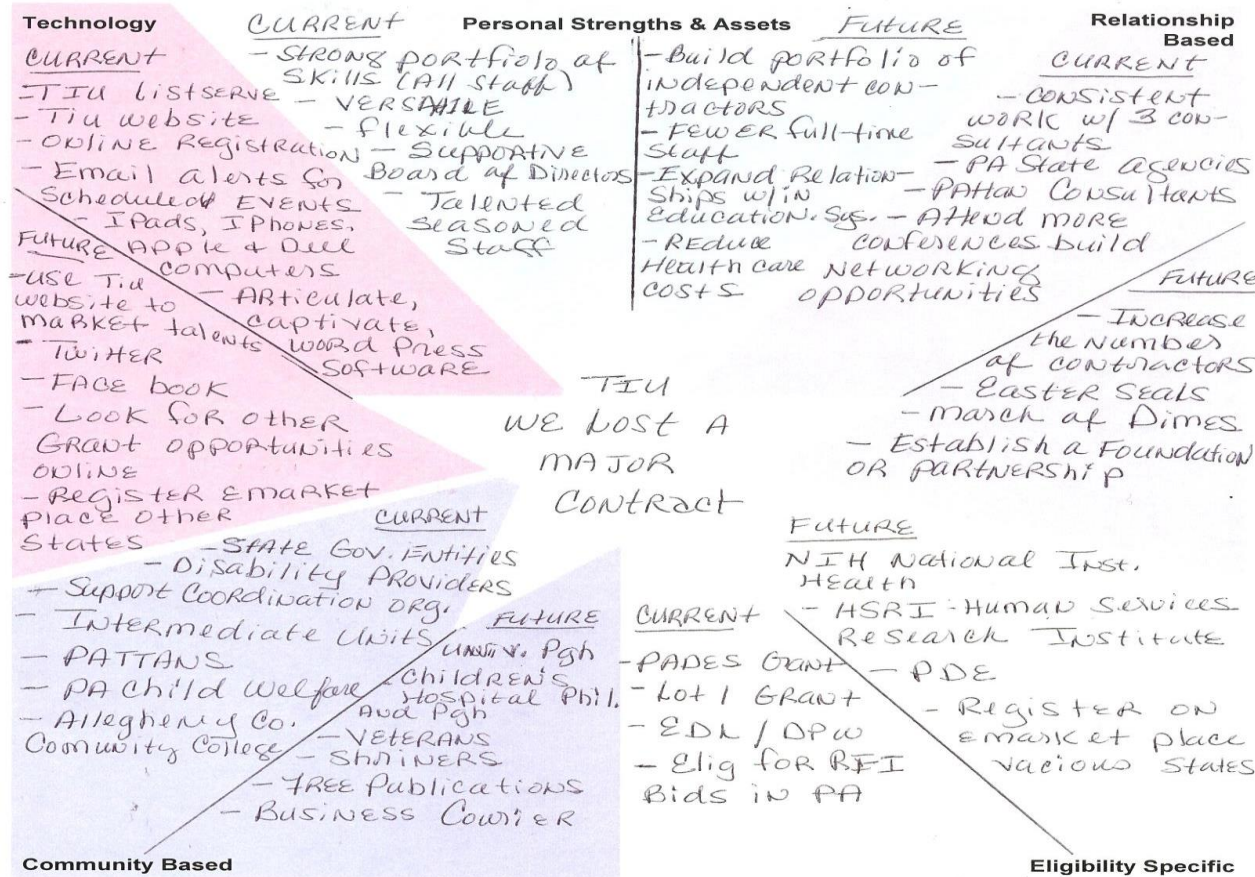 Technology
CURRENT
- TIU Listserve
- Tiu website
- Online Registration
- Email alerts for
Scheduled EVENTS
- IPads, IPhones,
Apple & Dell
computers
- ARticulate,
captivate,
word Press
Software
FUTURE
- USE Tiu
website to
MARKET talents
- Twitter
- FACE book
- Look for other
GRANT opportunities
ONLINE
- Register Emarket
place other
States
Personal Strengths & Assets
CURRENT
- STRONG portfiolo of
Skills (All Staff)
- VERSATILE
- flexible
- Supportive
Board of Directors
- Talented
Seasoned
Staff
FUTURE
- Build portfolio of
independent con-
tractors
- FEWER full-time
Staff
- Expand Relation-
ships w/in
Education. Sys.
- REduce
Health care
costs
Relationship
Based
CURRENT
- Consistent
work w/ 3 con-
sultants
- PA State agencies
- PATTan Consultants
- Attend more
conferences build
Networking
opportunities
FUTURE
- INCREASE
the Number
of contractors
- Easter Seals
- March of Dimes
- Establish a Foundation
OR partnership
TIU
WE LOST A
MAJOR
CONTRACT
CURRENT
- STATE Gov. Entities
- Disability Providers
- Support Coordination org.
- Intermediate Units
- PATTANS
- PA Child Welfare
- Allegheny Co.
Comunity College
FUTURE
Univ. Pgh
- Children's
Hospital Phil.
And Pgh
- VETERANS
- Shriners
- FREE Publications
- Business Courier
Community Based
CURRENT
- PADES Grant
- Lot 1 GRANT
- EDL / DPW
- Elig for RFI
Bids in PA
FUTURE
NIH National Inst.
Health
- HSRI - Human Services
Research Institute
- PDE
- Register on
emarket place
various States
Eligibility Specific